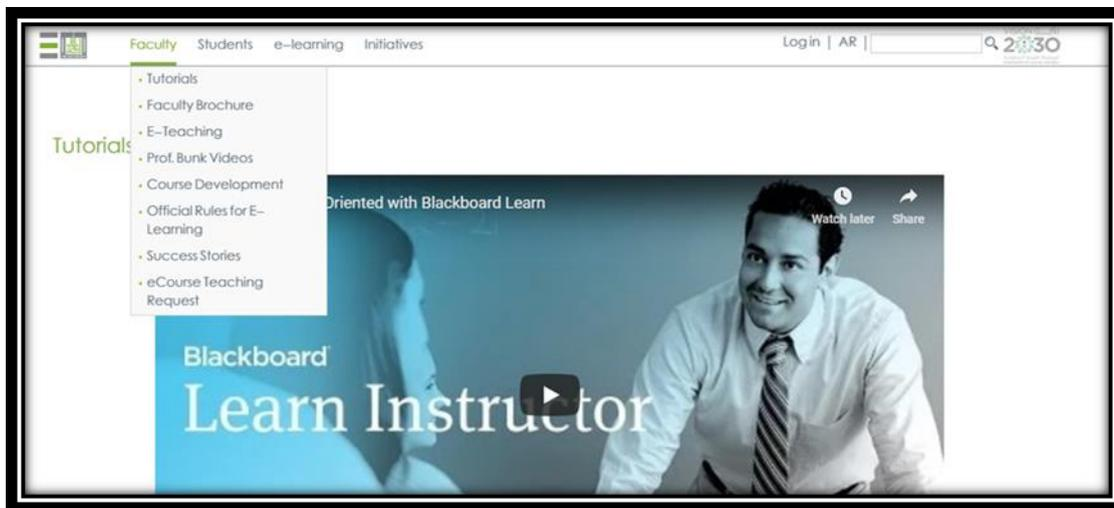 Faculty Students e-learning Initiatives Login | AR |
2030
• Tutorials
• Faculty Brochure
• E-Teaching
• Prof. Bunk Videos
• Course Development
• Official Rules for E-
Learning
• Success Stories
• eCourse Teaching
Request
Tutorials
Oriented with Blackboard Learn
Watch later Share
Blackboard
Learn Instructor